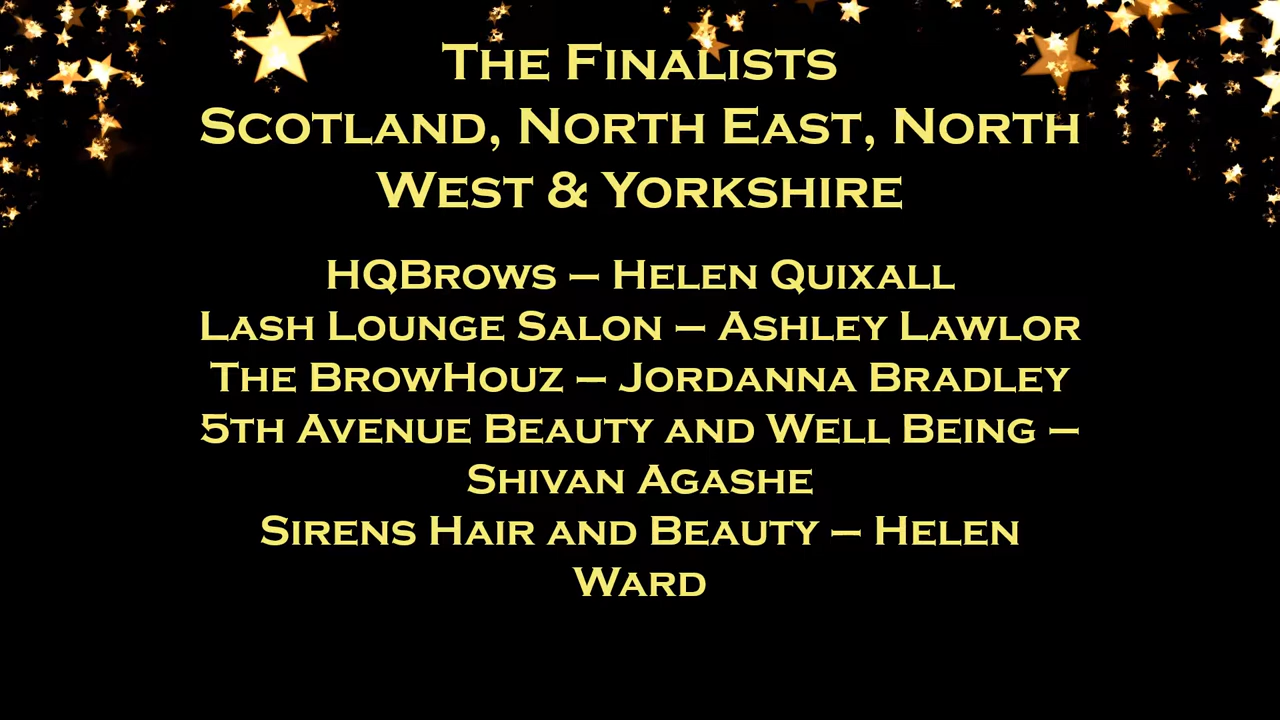 The Finalists
Scotland, North East, North
West & Yorkshire
HQBrows – Helen Quixall
Lash Lounge Salon – Ashley Lawlor
The BrowHouz – Jordanna Bradley
5th Avenue Beauty and Well Being –
Shivan Agashe
Sirens Hair and Beauty – Helen
Ward